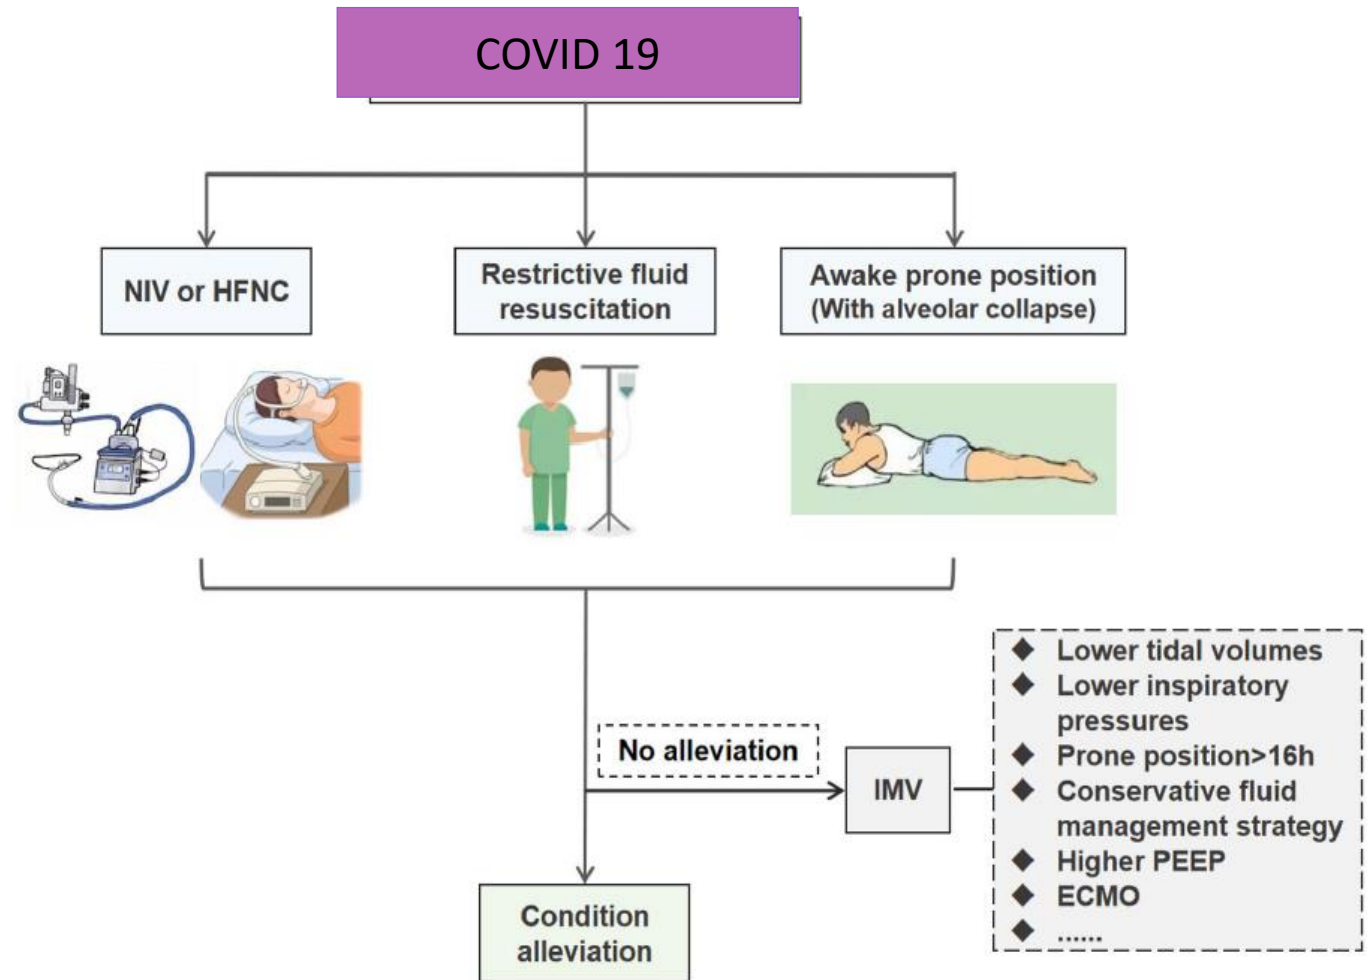 COVID 19
NIV or HFNC
Restrictive fluid
resuscitation
Awake prone position
(With alveolar collapse)
No alleviation
IMV
◆ Lower tidal volumes
◆ Lower inspiratory
pressures
◆ Prone position>16h
◆ Conservative fluid
management strategy
◆ Higher PEEP
◆ ECMO
◆ ......
Condition
alleviation